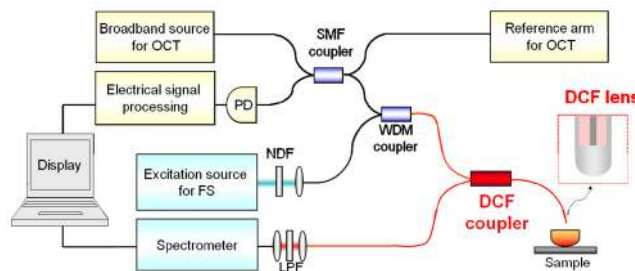 Broadband source
for OCT
SMF
coupler
Reference arm
for OCT
Electrical signal
processing
PD
DCF lens
WDM
coupler
Display
NDF
Excitation source
for FS
DCF
coupler
Spectrometer
LPF
Sample